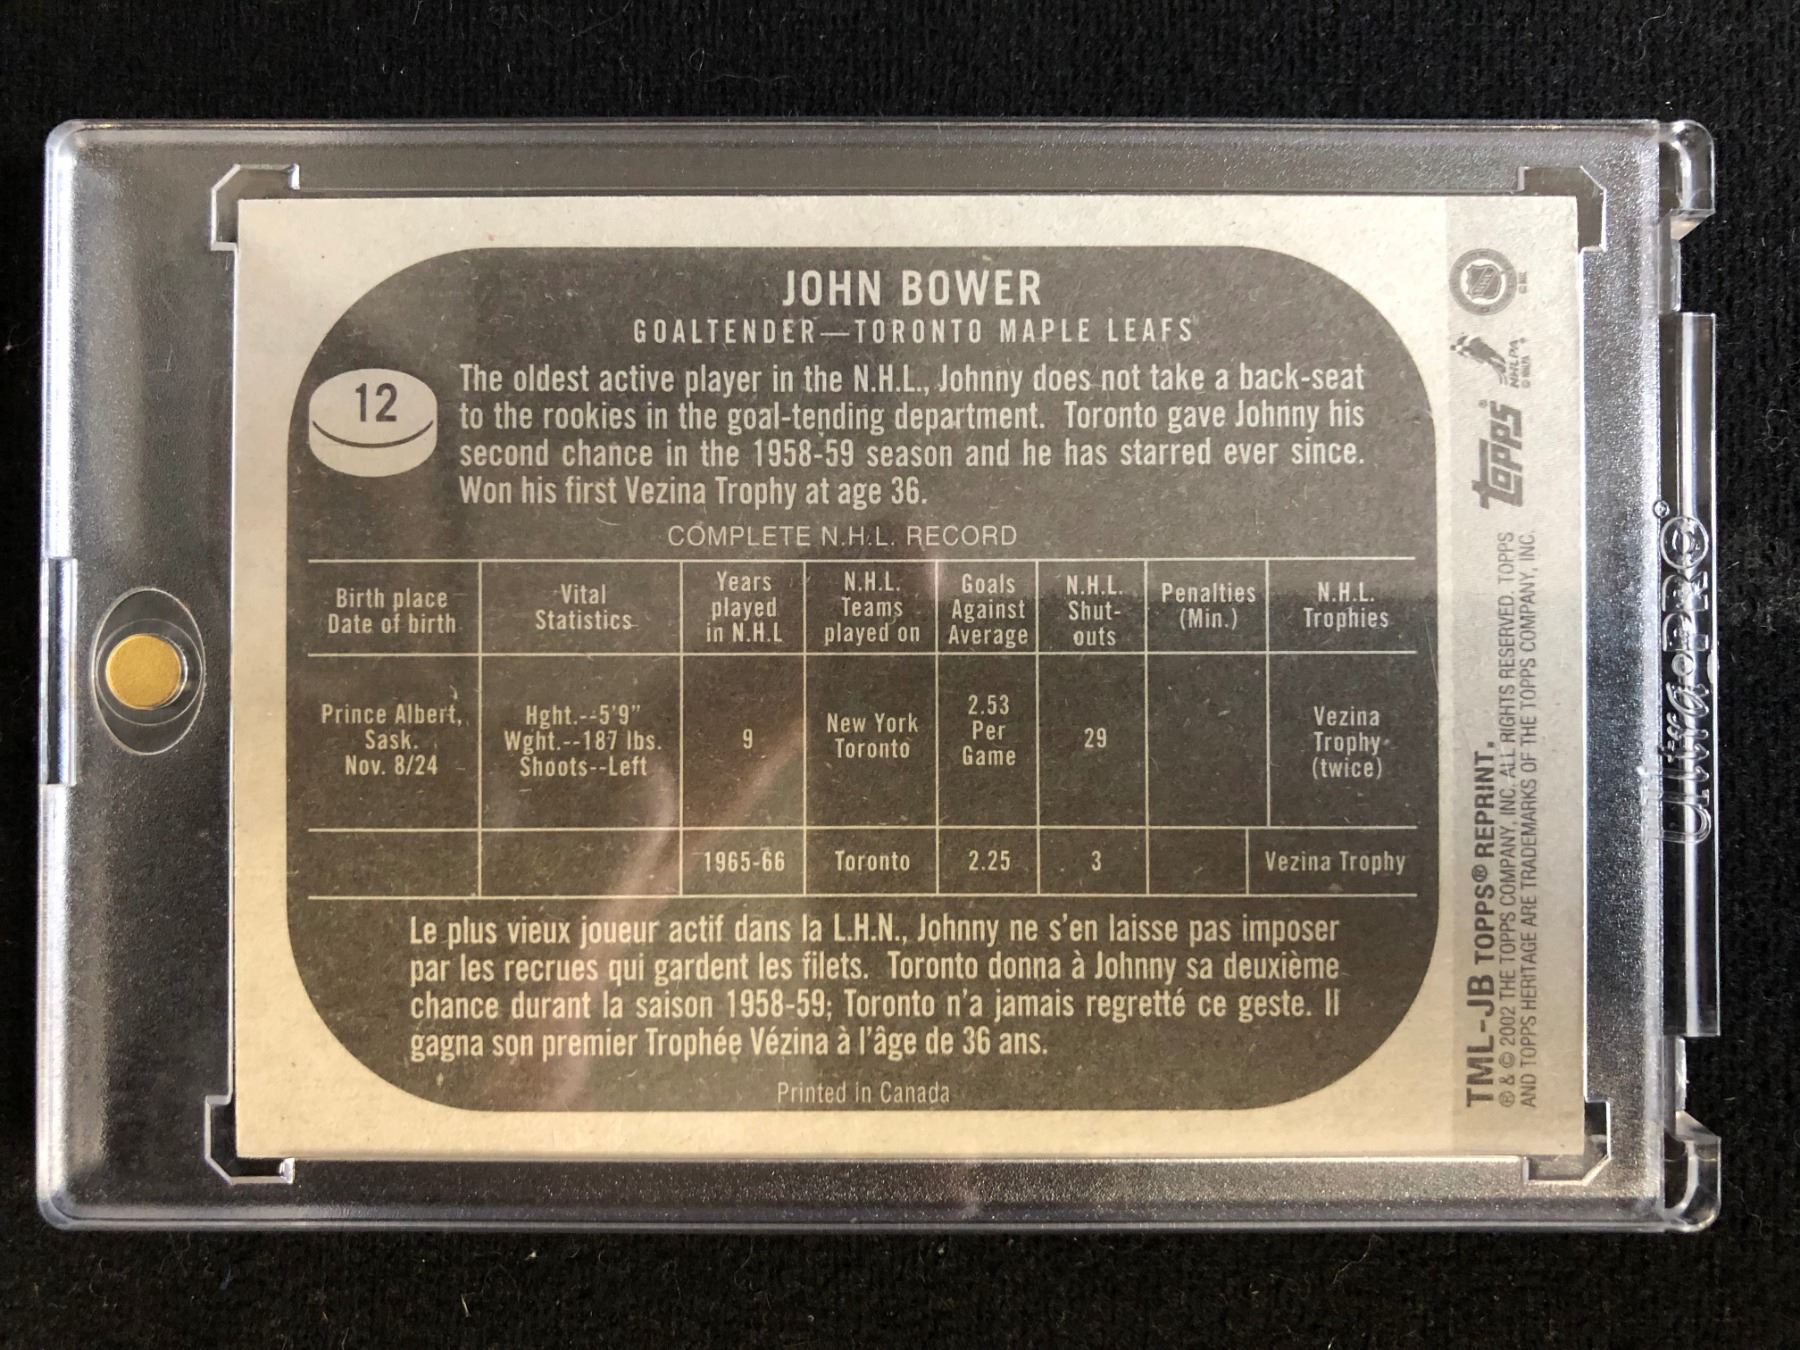 JOHN BOWER
GOALTENDER—TORONTO MAPLE LEAFS
12
The oldest active player in the N.H.L., Johnny does not take a back-seat
to the rookies in the goal-tending department. Toronto gave Johnny his
second chance in the 1958-59 season and he has starred ever since.
Won his first Vezina Trophy at age 36.
COMPLETE N.H.L. RECORD
Birth place
Date of birth
Vital
Statistics
Years
played
in N.H.L
N.H.L.
Teams
played on
Goals
Against
Average
N.H.L.
Shut-
outs
Penalties
(Min.)
N.H.L.
Trophies
Prince Albert,
Sask.
Nov. 8/24
Hght.--5'9"
Wght.--187 lbs.
Shoots--Left
9
New York
Toronto
2.53
Per
Game
29
Vezina
Trophy
(twice)
1965-66
Toronto
2.25
3
Vezina Trophy
Le plus vieux joueur actif dans la L.H.N., Johnny ne s'en laisse pas imposer
par les recrues qui gardent les filets. Toronto donna à Johnny sa deuxième
chance durant la saison 1958-59; Toronto n'a jamais regretté ce geste. Il
gagna son premier Trophée Vézina à l'âge de 36 ans.
Printed in Canada
TML-JB TOPPS® REPRINT.
® & © 2002 THE TOPPS COMPANY, INC. ALL RIGHTS RESERVED. TOPPS
AND TOPPS HERITAGE ARE TRADEMARKS OF THE TOPPS COMPANY, INC.
topps
NHLPA
NHL
ultra•PRO®